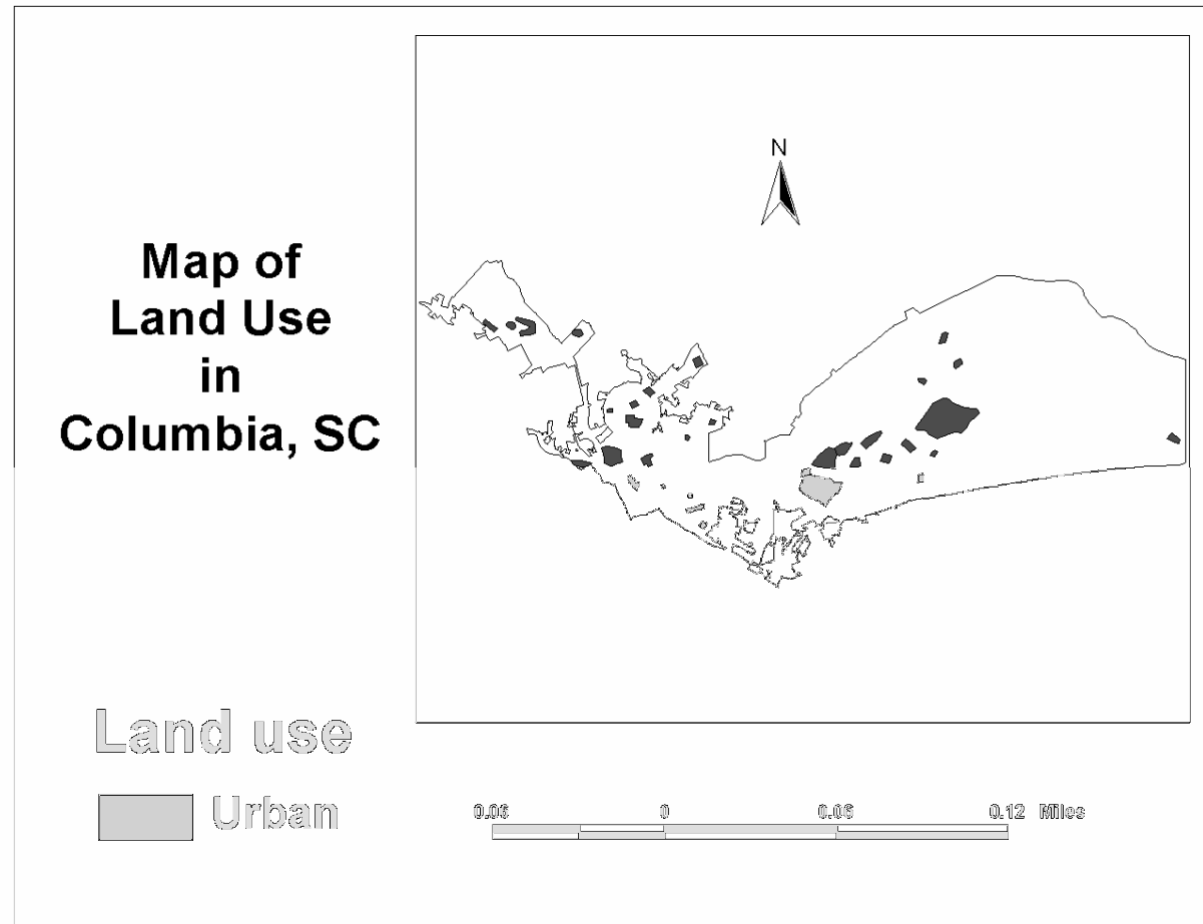 Map of
Land Use
in
Columbia, SC
N
Land use
Urban
0.06 0 0.06 0.12 Miles